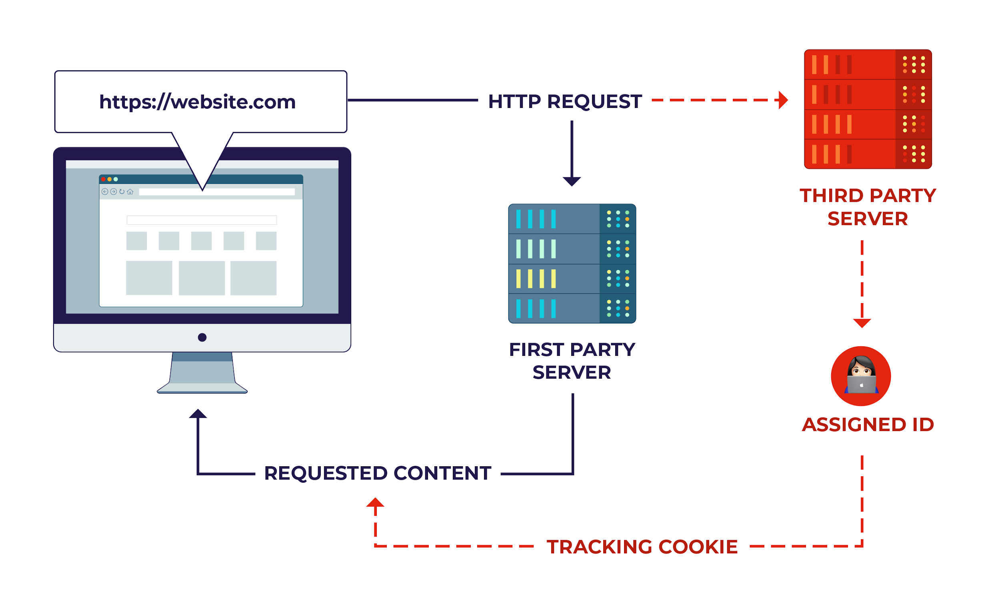 https://website.com
HTTP REQUEST
THIRD PARTY
SERVER
FIRST PARTY
SERVER
ASSIGNED ID
REQUESTED CONTENT
TRACKING COOKIE